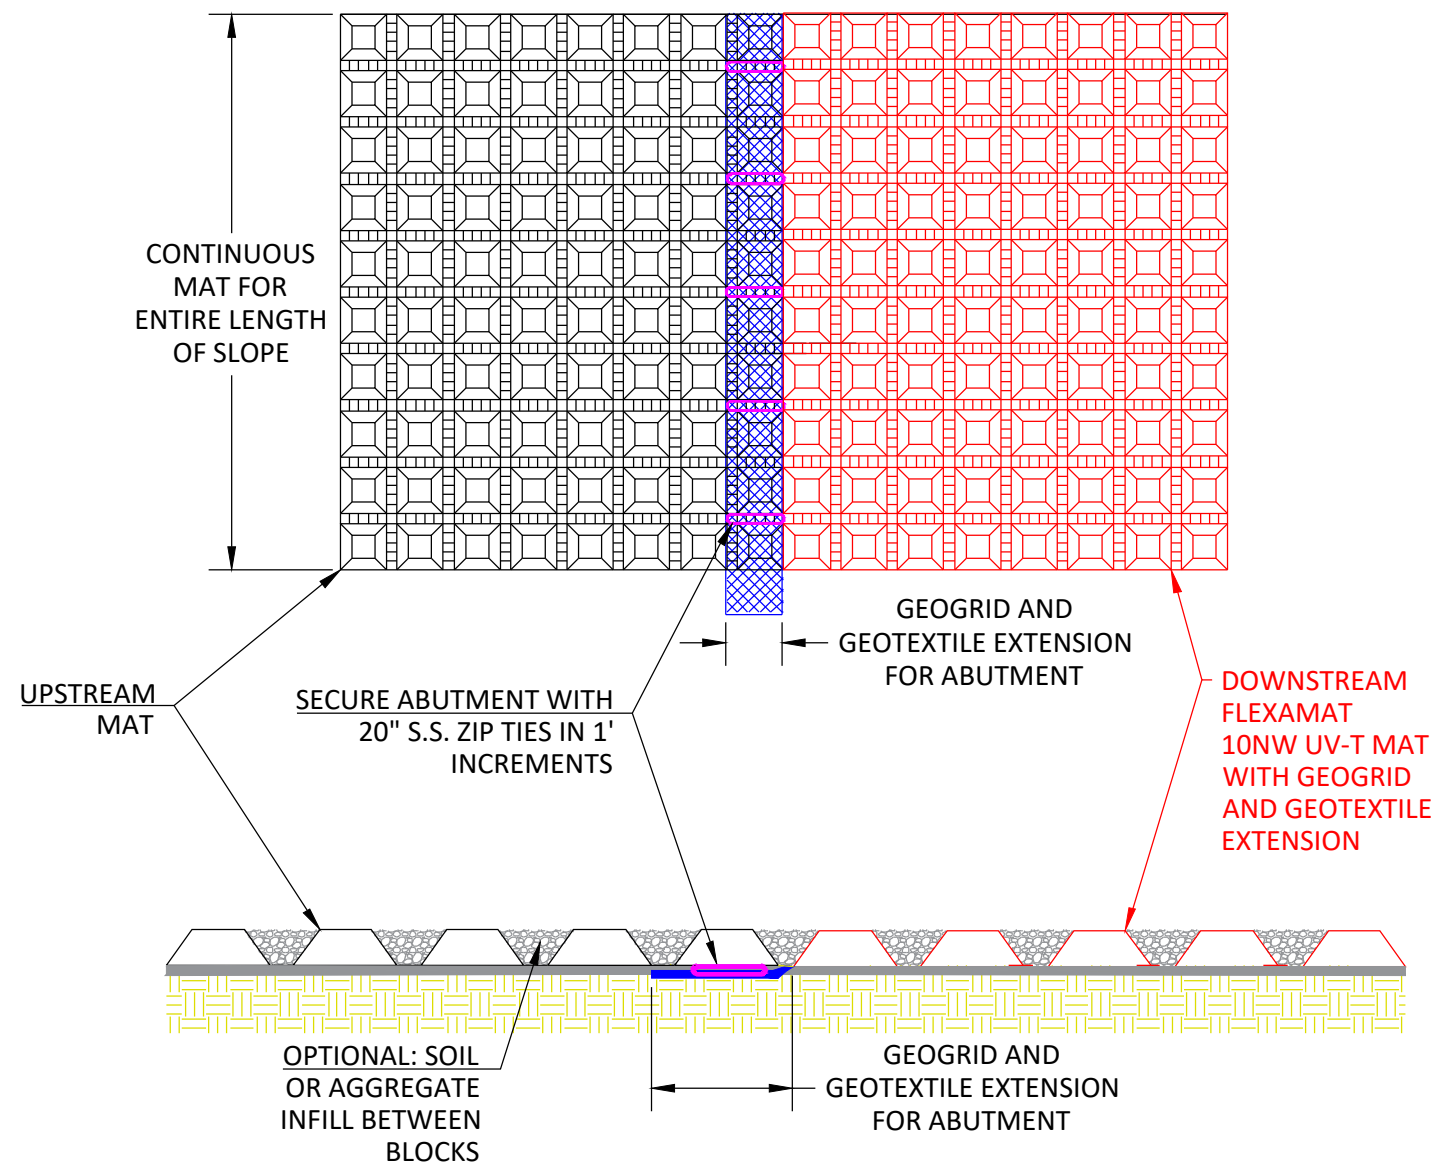 CONTINUOUS
MAT FOR
ENTIRE LENGTH
OF SLOPE
GEOGRID AND
GEOTEXTILE EXTENSION
FOR ABUTMENT
UPSTREAM
MAT
SECURE ABUTMENT WITH
20" S.S. ZIP TIES IN 1'
INCREMENTS
DOWNSTREAM
FLEXAMAT
10NW UV-T MAT
WITH GEOGRID
AND GEOTEXTILE
EXTENSION
OPTIONAL: SOIL
OR AGGREGATE
INFILL BETWEEN
BLOCKS
GEOGRID AND
GEOTEXTILE EXTENSION
FOR ABUTMENT